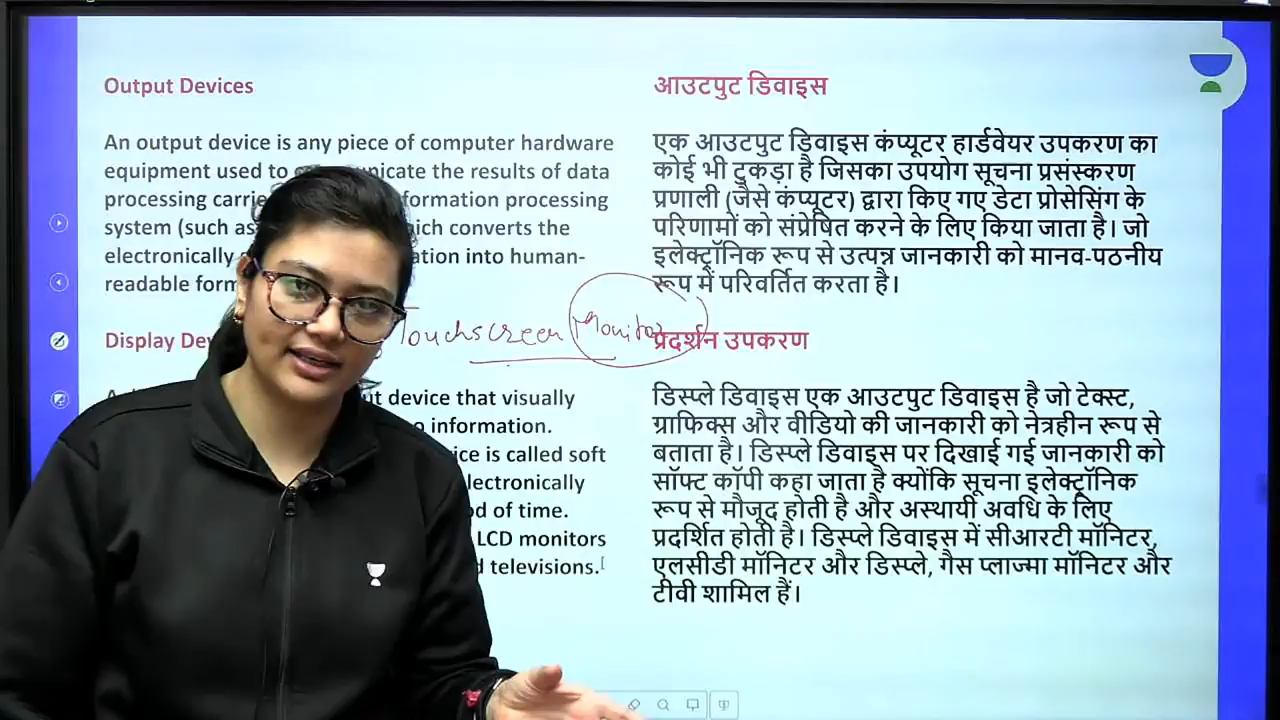 Output Devices
An output device is any piece of computer hardware
equipment used to the results of data
processing formation processing
system (such as hich converts the
electronically ation into human-
readable form
Touchscreen Monitor
Display De
ut device that visually
o information.
ice is called soft
lectronically
od of time.
LCD monitors
d televisions.[
आउटपुट डिवाइस
एक आउटपुट डिवाइस कंप्यूटर हार्डवेयर उपकरण का
कोई भी टुकड़ा है जिसका उपयोग सूचना प्रसंस्करण
प्रणाली (जैसे कंप्यूटर) द्वारा किए गए डेटा प्रोसेसिंग के
परिणामों को संप्रेषित करने के लिए किया जाता है। जो
इलेक्ट्रॉनिक रूप से उत्पन्न जानकारी को मानव-पठनीय
रूप में परिवर्तित करता है।
प्रदर्शन उपकरण
डिस्प्ले डिवाइस एक आउटपुट डिवाइस है जो टेक्स्ट,
ग्राफिक्स और वीडियो की जानकारी को नेत्रहीन रूप से
बताता है। डिस्प्ले डिवाइस पर दिखाई गई जानकारी को
सॉफ्ट कॉपी कहा जाता है क्योंकि सूचना इलेक्ट्रॉनिक
रूप से मौजूद होती है और अस्थायी अवधि के लिए
प्रदर्शित होती है। डिस्प्ले डिवाइस में सीआरटी मॉनिटर,
एलसीडी मॉनिटर और डिस्प्ले, गैस प्लाज्मा मॉनिटर और
टीवी शामिल हैं।